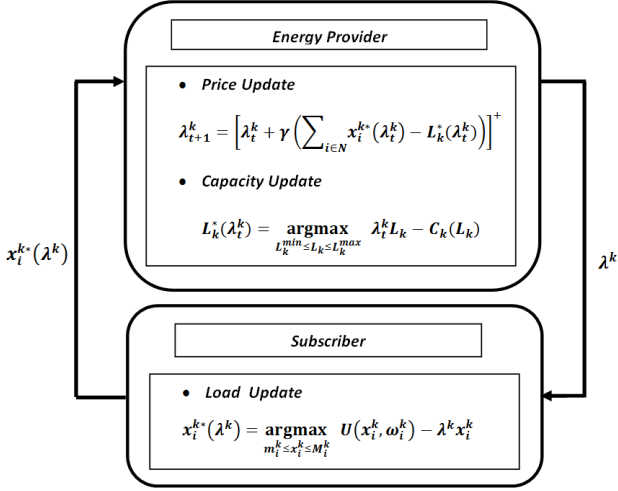 Energy Provider
• Price Update
λ_{t+1}^k = [λ_t^k + γ(∑_{i∈N} x_i^{k*}(λ_t^k) − L_k^*(λ_t^k))]^+
• Capacity Update
L_k^*(λ_t^k) = argmax_{L_k^{min}≤L_k≤L_k^{max}} λ_t^k L_k − C_k(L_k)
x_i^{k*}(λ^k)
λ^k
Subscriber
• Load Update
x_i^{k*}(λ^k) = argmax_{m_i^k≤x_i^k≤M_i^k} U(x_i^k, ω_i^k) − λ^k x_i^k